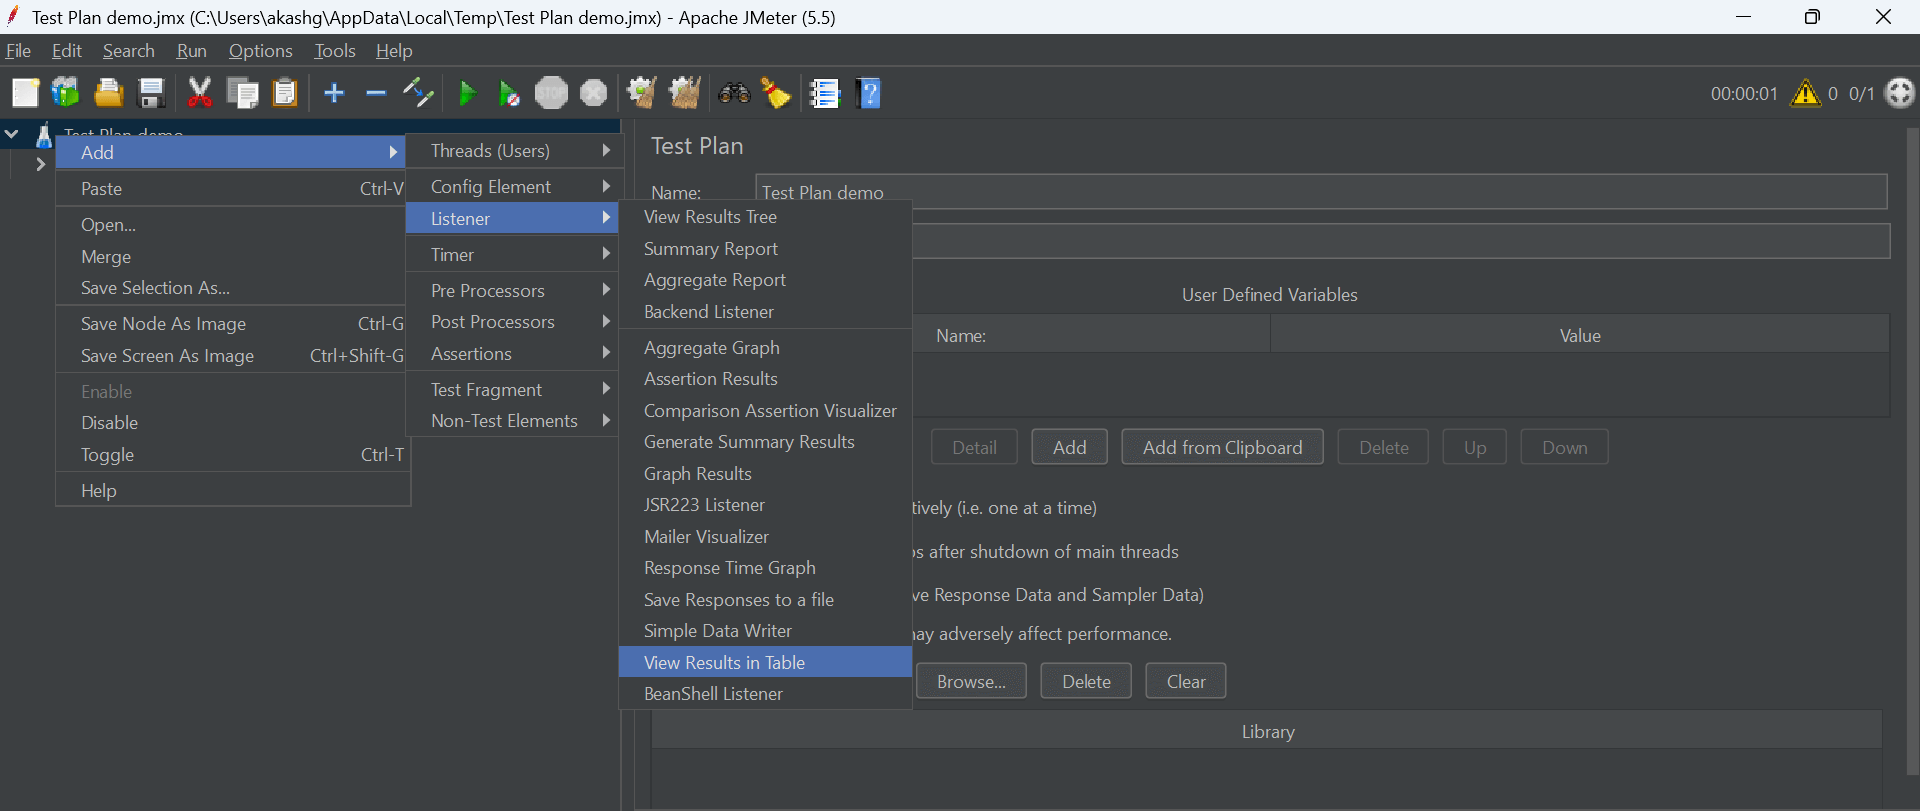 Test Plan demo.jmx (C:\Users\akashg\AppData\Local\Temp\Test Plan demo.jmx) - Apache JMeter (5.5)
File Edit Search Run Options Tools Help
STOP
?
00:00:01 0 0/1
Test Plan demo
Add
Paste Ctrl-V
Open...
Merge
Save Selection As...
Save Node As Image Ctrl-G
Save Screen As Image Ctrl+Shift-G
Enable
Disable
Toggle Ctrl-T
Help
Threads (Users)
Config Element
Listener
Timer
Pre Processors
Post Processors
Assertions
Test Fragment
Non-Test Elements
View Results Tree
Summary Report
Aggregate Report
Backend Listener
Aggregate Graph
Assertion Results
Comparison Assertion Visualizer
Generate Summary Results
Graph Results
JSR223 Listener
Mailer Visualizer
Response Time Graph
Save Responses to a file
Simple Data Writer
View Results in Table
BeanShell Listener
Test Plan
Name: Test Plan demo
User Defined Variables
Name: Value
Detail Add Add from Clipboard Delete Up Down
tively (i.e. one at a time)
s after shutdown of main threads
ve Response Data and Sampler Data)
ay adversely affect performance.
Browse... Delete Clear
Library